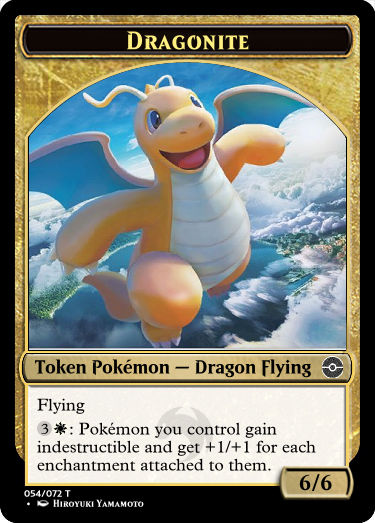 Dragonite
Token Pokémon — Dragon Flying
Flying
3: Pokémon you control gain
indestructible and get +1/+1 for each
enchantment attached to them.
6/6
054/072 T
• Hiroyuki Yamamoto